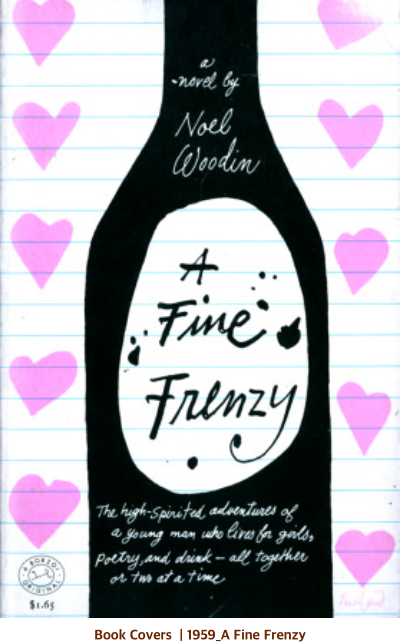 a
novel by
Noel
Woodin
A
Fine
Frenzy
The high-spirited adventures of
a young man who lives for girls,
poetry, and drink – all together
or two at a time
A BORZOI
ORIGINAL
$1.65
Book Covers | 1959_A Fine Frenzy